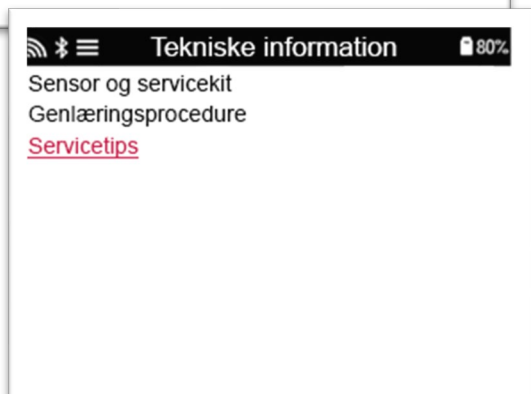 Tekniske information 80%
Sensor og servicekit
Genlæringsprocedure
Servicetips